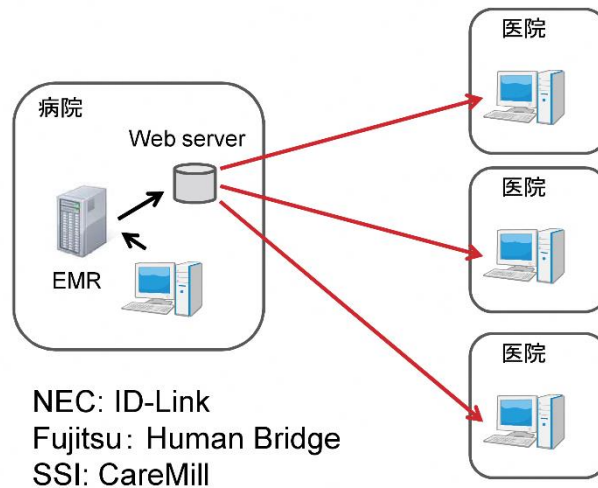 医院
病院
Web server
医院
EMR
医院
NEC: ID-Link
Fujitsu: Human Bridge
SSI: CareMill